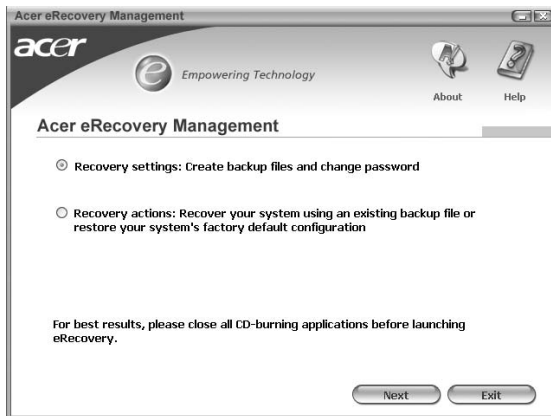 Acer eRecovery Management
acer
e Empowering Technology
About
Help
Acer eRecovery Management
Recovery settings: Create backup files and change password
Recovery actions: Recover your system using an existing backup file or
restore your system's factory default configuration
For best results, please close all CD-burning applications before launching
eRecovery.
Next
Exit